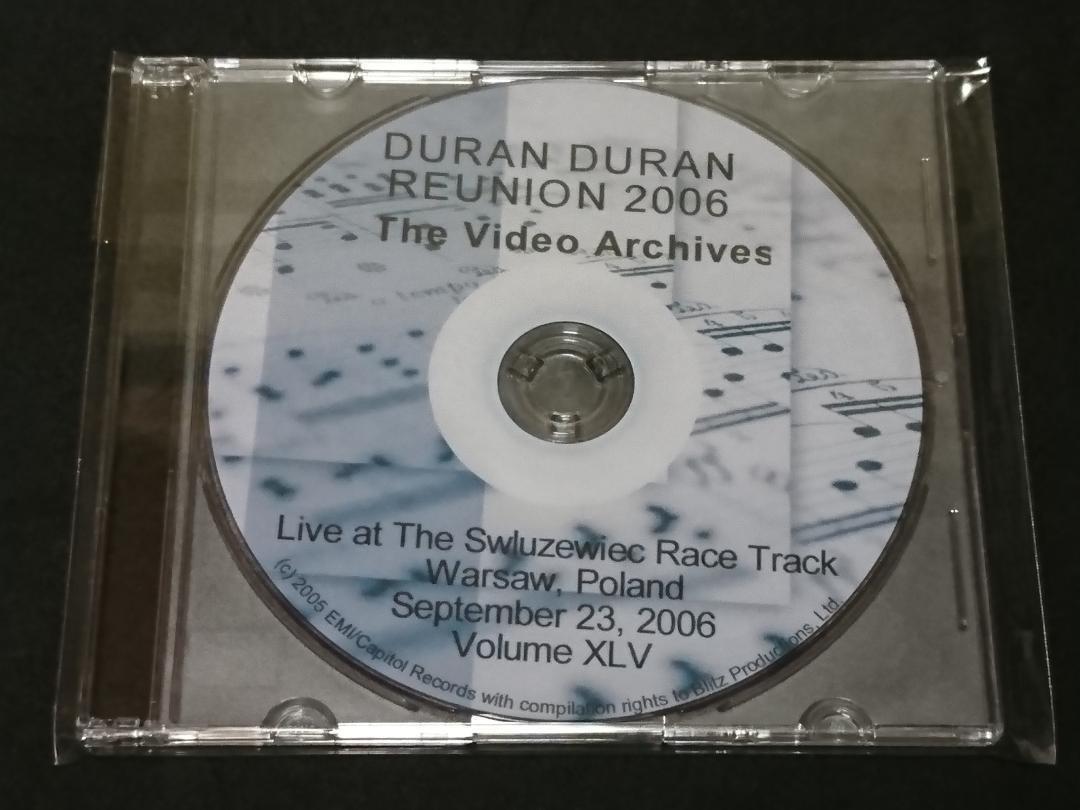 DURAN DURAN
REUNION 2006
The Video Archives
Live at The Swluzewiec Race Track
Warsaw, Poland
September 23, 2006
Volume XLV
(c) 2005 EMI/Capitol Records with compilation rights to Blitz Productions, Ltd